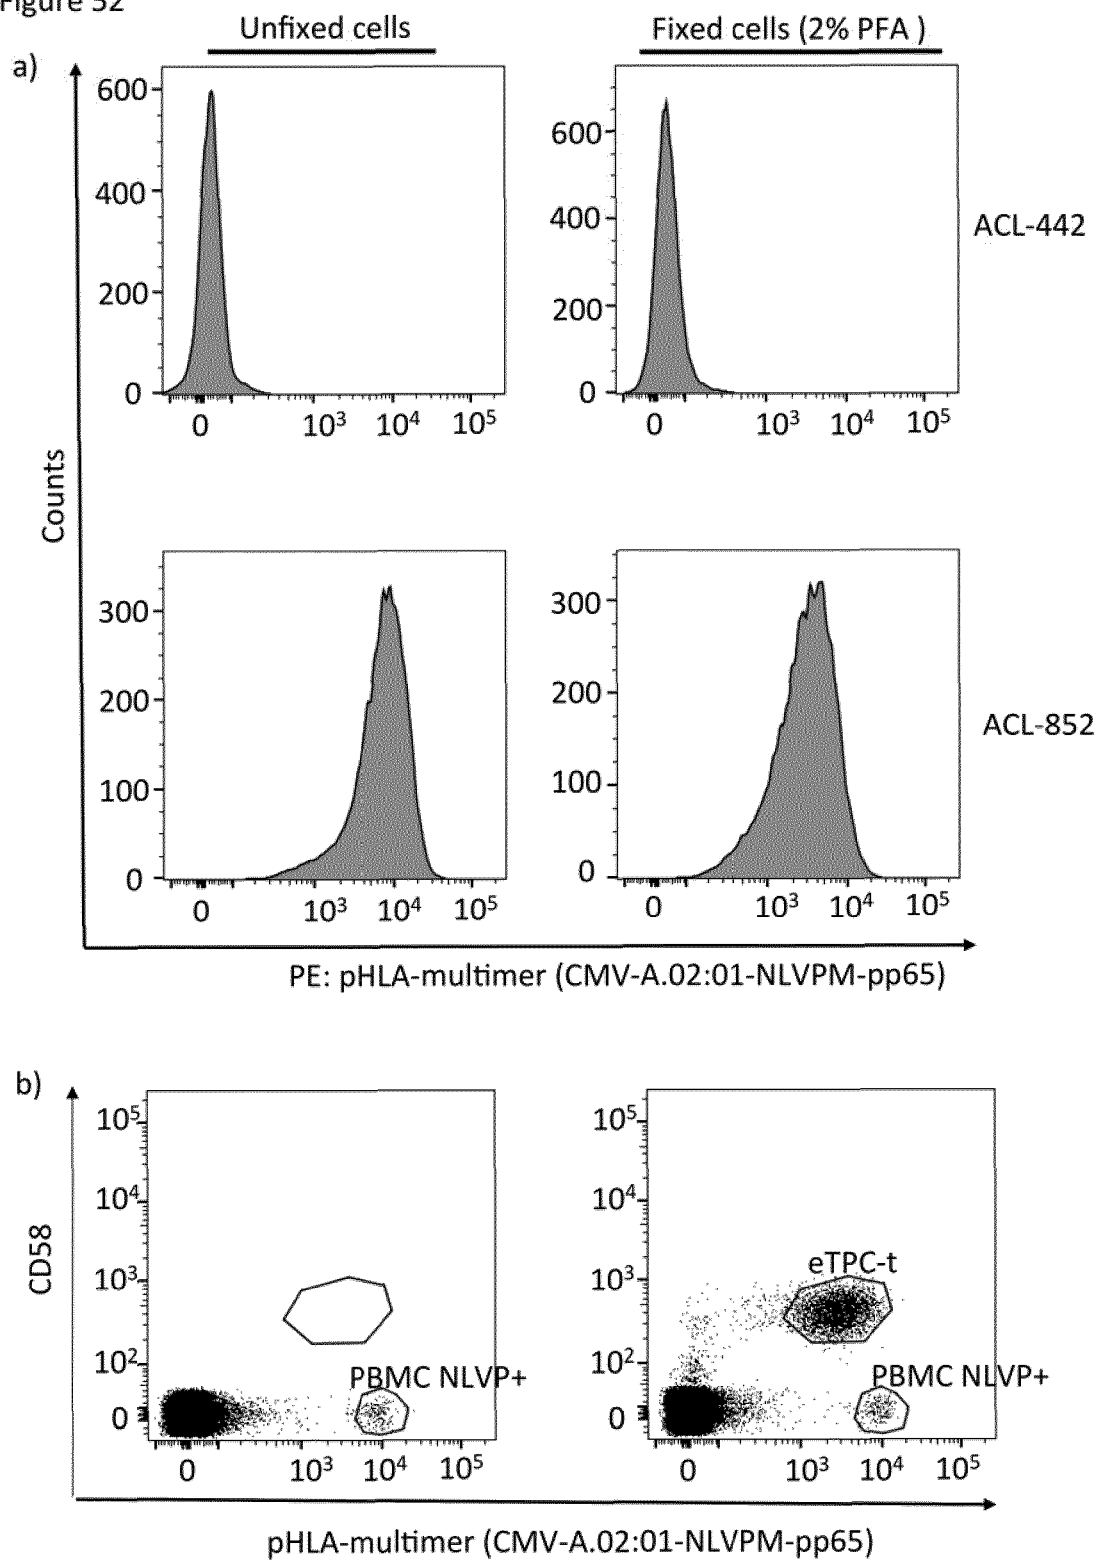 Figure 52
Unfixed cells
Fixed cells (2% PFA )
a)
600
400
200
0
0 10³ 10⁴ 10⁵
600
400
200
0
0 10³ 10⁴ 10⁵
ACL-442
Counts
300
200
100
0
0 10³ 10⁴ 10⁵
300
200
100
0
0 10³ 10⁴ 10⁵
ACL-852
PE: pHLA-multimer (CMV-A.02:01-NLVPM-pp65)
b)
CD58
10⁵
10⁴
10³
10²
0
PBMC NLVP+
0 10³ 10⁴ 10⁵
10⁵
10⁴
10³
10²
0
eTPC-t
PBMC NLVP+
0 10³ 10⁴ 10⁵
pHLA-multimer (CMV-A.02:01-NLVPM-pp65)